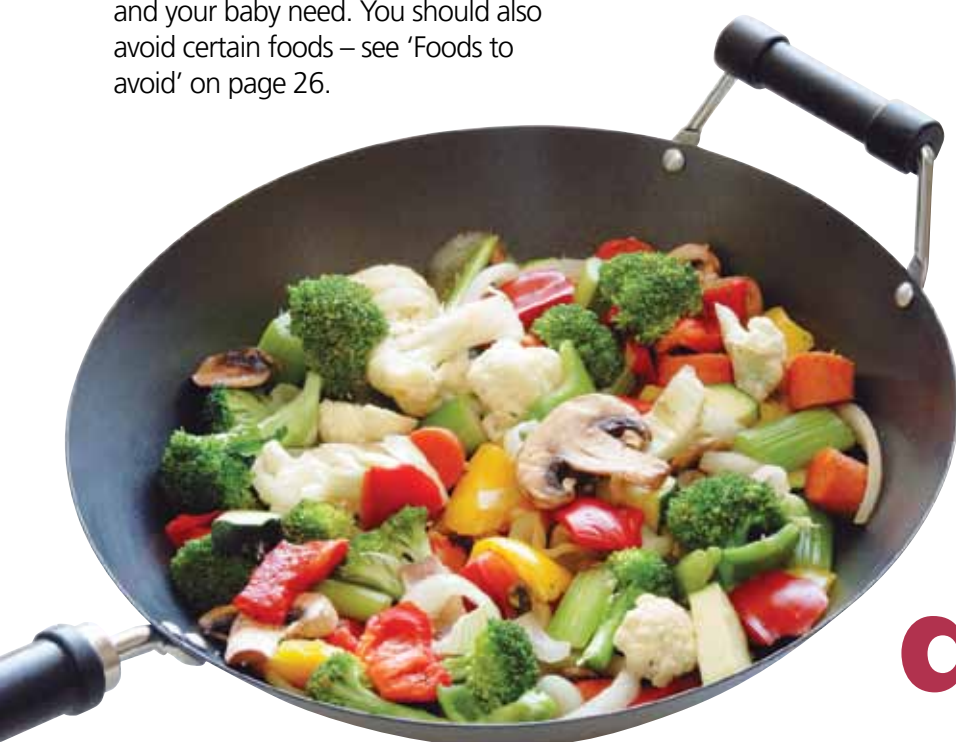 and your baby need. You should also
avoid certain foods – see ‘Foods to
avoid’ on page 26.